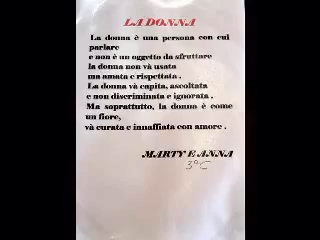 LA DONNA
La donna è una persona con cui
parlare
e non è un oggetto da sfruttare
la donna non và usata
ma amata e rispettata .
La donna và capita, ascoltata
e non discriminata e ignorata .
Ma soprattutto, la donna è come
un fiore,
và curata e innaffiata con amore .
MARTY E ANNA
3°C